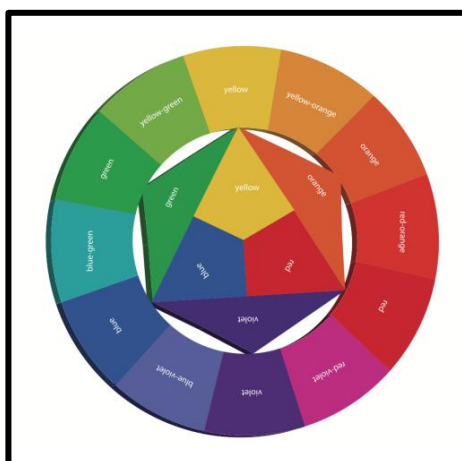 yellow
yellow-orange
orange
red-orange
red
red-violet
violet
blue-violet
blue
blue-green
green
yellow-green
yellow
orange
red
violet
blue
green